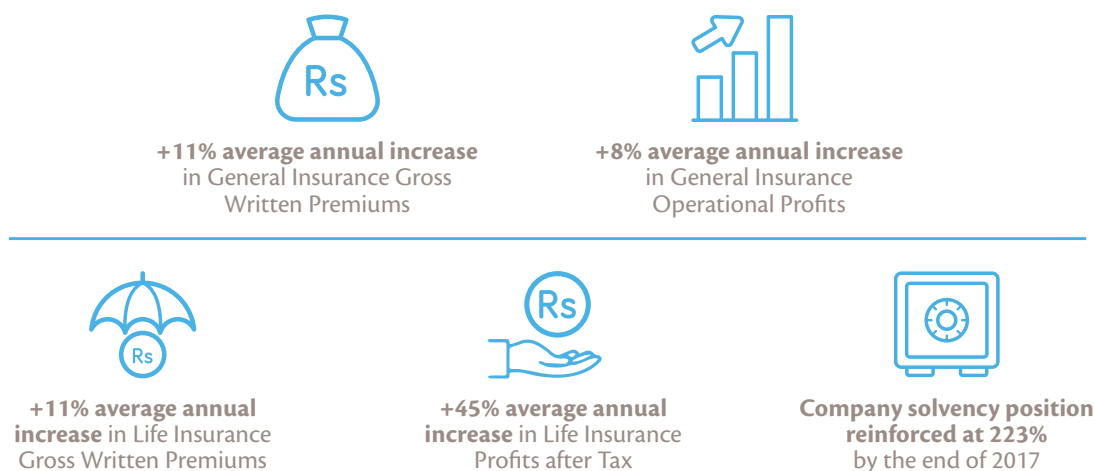 Rs
+11% average annual increase
in General Insurance Gross
Written Premiums
+8% average annual increase
in General Insurance
Operational Profits
Rs
+11% average annual
increase in Life Insurance
Gross Written Premiums
Rs
+45% average annual
increase in Life Insurance
Profits after Tax
Company solvency position
reinforced at 223%
by the end of 2017